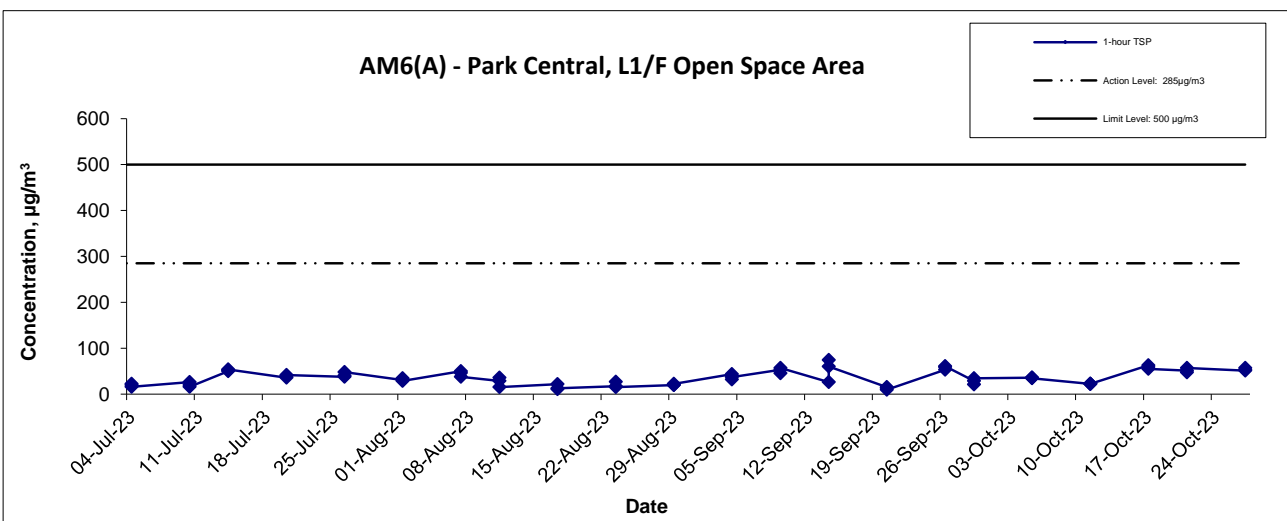 1-hour TSP
Action Level:  285µg/m3
Limit Level: 500 µg/m3
AM6(A) - Park Central, L1/F Open Space Area
600
500
400
300
200
100
0
Concentration, µg/m³
04-Jul-23
11-Jul-23
18-Jul-23
25-Jul-23
01-Aug-23
08-Aug-23
15-Aug-23
22-Aug-23
29-Aug-23
05-Sep-23
12-Sep-23
19-Sep-23
26-Sep-23
03-Oct-23
10-Oct-23
17-Oct-23
24-Oct-23
Date